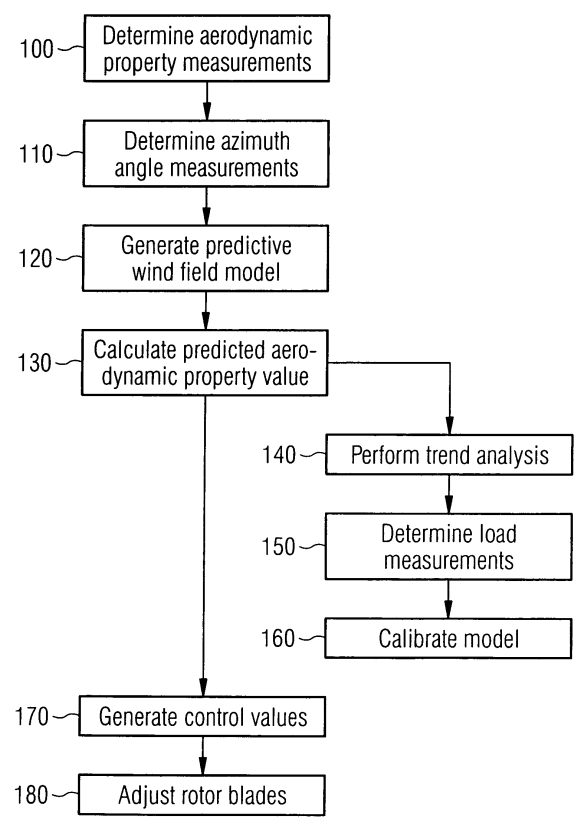 100
Determine aerodynamic
property measurements
110
Determine azimuth
angle measurements
120
Generate predictive
wind field model
130
Calculate predicted aero-
dynamic property value
140
Perform trend analysis
150
Determine load
measurements
160
Calibrate model
170
Generate control values
180
Adjust rotor blades